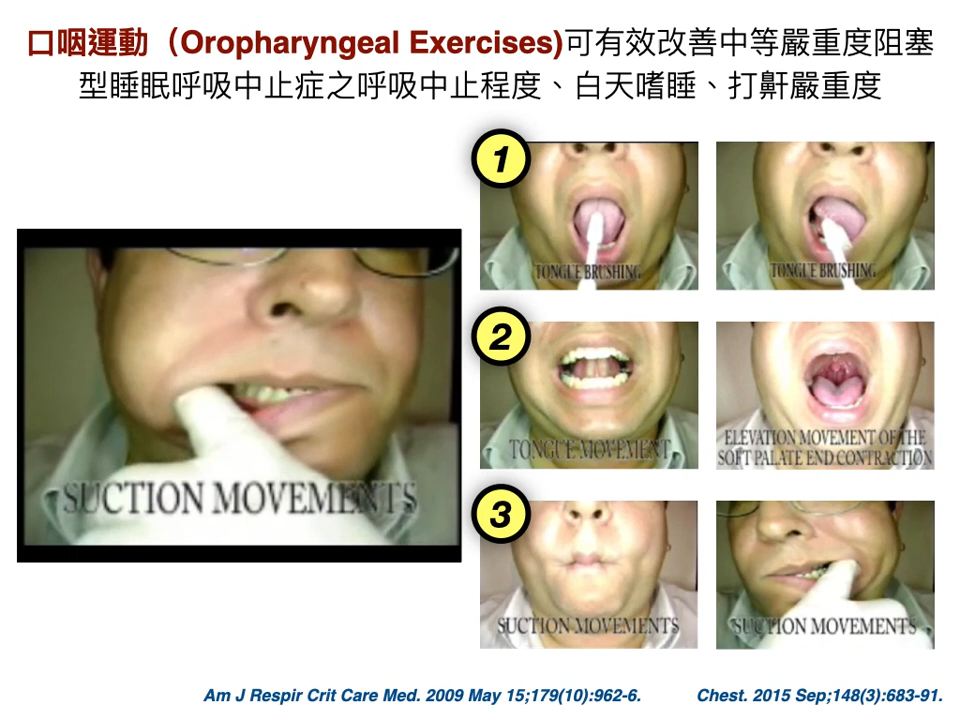 口咽運動（Oropharyngeal Exercises)可有效改善中等嚴重度阻塞
型睡眠呼吸中止症之呼吸中止程度、白天嗜睡、打鼾嚴重度
SUCTION MOVEMENTS
1
TONGUE BRUSHING
TONGUE BRUSHING
2
TONGUE MOVEMENT
ELEVATION MOVEMENT OF THE
SOFT PALATE END CONTRACTION
3
SUCTION MOVEMENTS
SUCTION MOVEMENTS
Am J Respir Crit Care Med. 2009 May 15;179(10):962-6.
Chest. 2015 Sep;148(3):683-91.